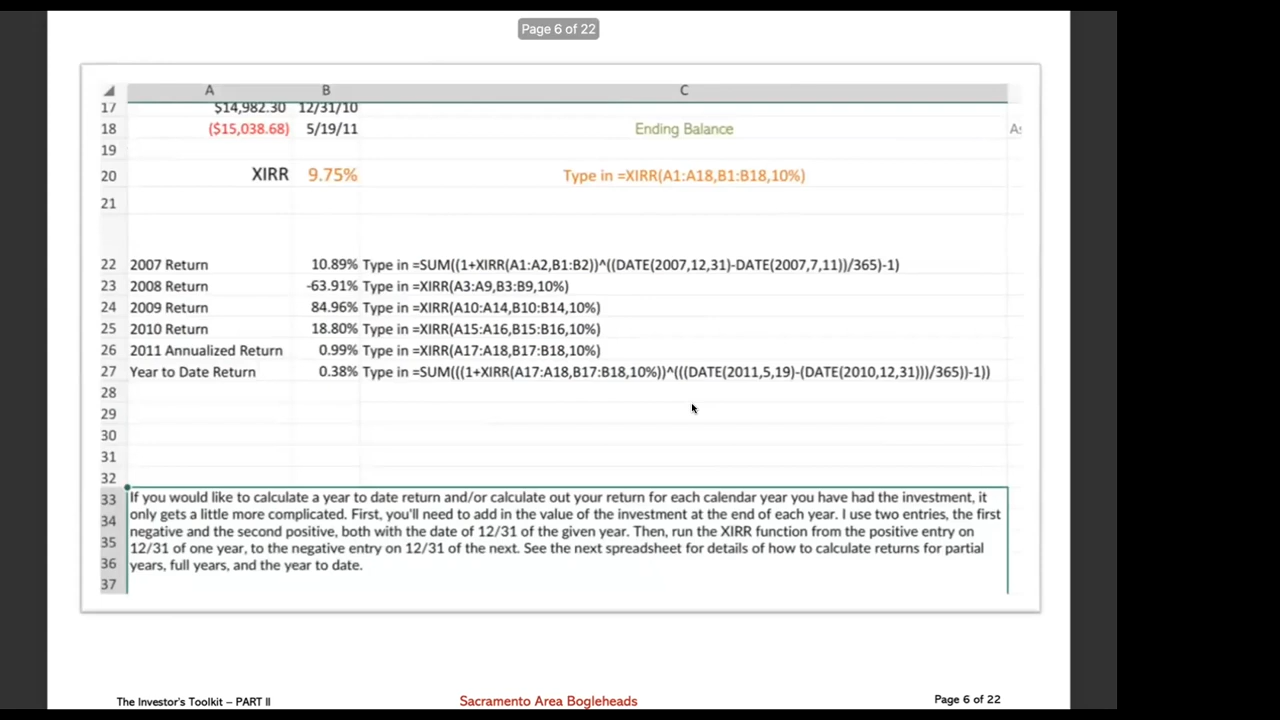 Page 6 of 22
A B C
17 $14,982.30 12/31/10
18 ($15,038.68) 5/19/11 Ending Balance As
19
20 XIRR 9.75% Type in =XIRR(A1:A18,B1:B18,10%)
21
22 2007 Return 10.89% Type in =SUM((1+XIRR(A1:A2,B1:B2))^((DATE(2007,12,31)-DATE(2007,7,11))/365)-1)
23 2008 Return -63.91% Type in =XIRR(A3:A9,B3:B9,10%)
24 2009 Return 84.96% Type in =XIRR(A10:A14,B10:B14,10%)
25 2010 Return 18.80% Type in =XIRR(A15:A16,B15:B16,10%)
26 2011 Annualized Return 0.99% Type in =XIRR(A17:A18,B17:B18,10%)
27 Year to Date Return 0.38% Type in =SUM(((1+XIRR(A17:A18,B17:B18,10%))^(((DATE(2011,5,19)-(DATE(2010,12,31)))/365))-1))
28
29
30
31
32
33 If you would like to calculate a year to date return and/or calculate out your return for each calendar year you have had the investment, it
34 only gets a little more complicated. First, you'll need to add in the value of the investment at the end of each year. I use two entries, the first
35 negative and the second positive, both with the date of 12/31 of the given year. Then, run the XIRR function from the positive entry on
36 12/31 of one year, to the negative entry on 12/31 of the next. See the next spreadsheet for details of how to calculate returns for partial
37 years, full years, and the year to date.
The Investor's Toolkit – PART II Sacramento Area Bogleheads Page 6 of 22